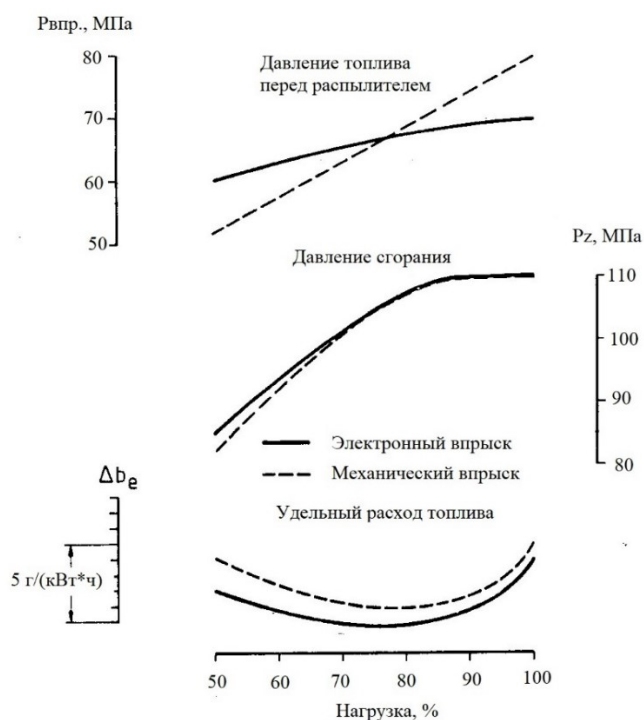 Рвпр., МПа
80
70
60
50
Давление топлива
перед распылителем
Давление сгорания
Pz, МПа
110
100
90
80
Электронный впрыск
Механический впрыск
Δbe
5 г/(кВт*ч)
Удельный расход топлива
50 60 70 80 90 100
Нагрузка, %